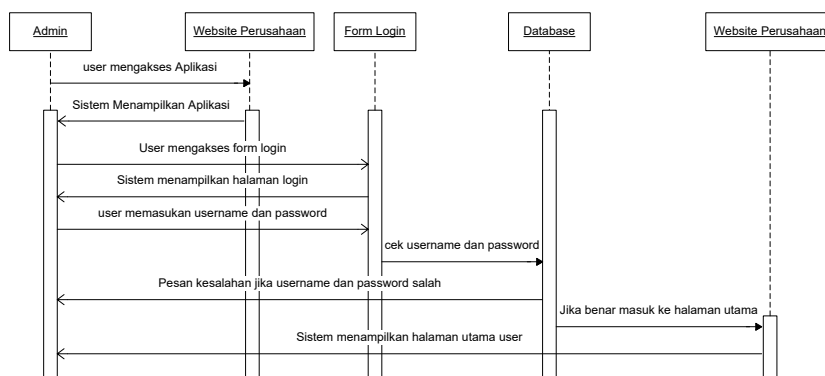 Admin
Website Perusahaan
Form Login
Database
Website Perusahaan
user mengakses Aplikasi
Sistem Menampilkan Aplikasi
User mengakses form login
Sistem menampilkan halaman login
user memasukan username dan password
cek username dan password
Pesan kesalahan jika username dan password salah
Jika benar masuk ke halaman utama
Sistem menampilkan halaman utama user